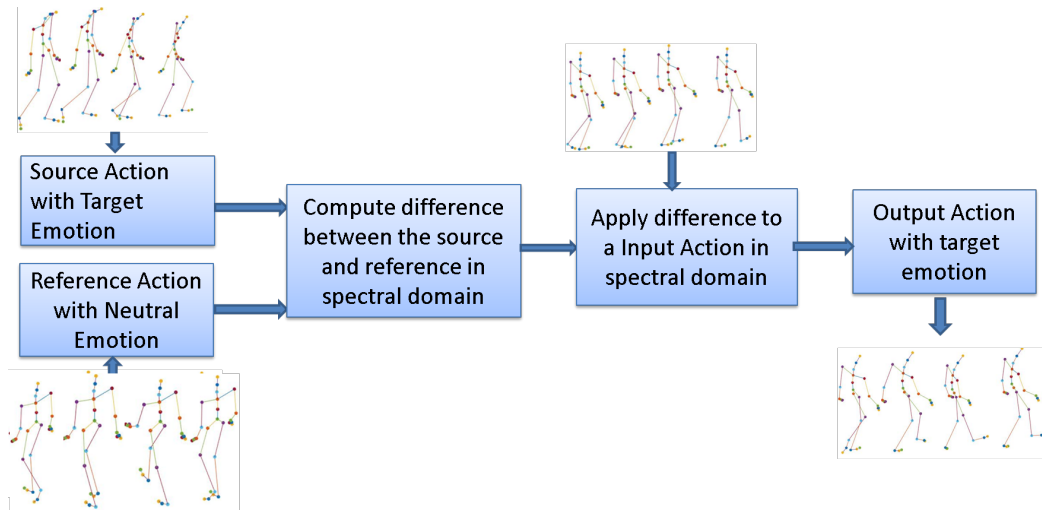 Source Action
with Target
Emotion
Reference Action
with Neutral
Emotion
Compute difference
between the source
and reference in
spectral domain
Apply difference to
a Input Action in
spectral domain
Output Action
with target
emotion